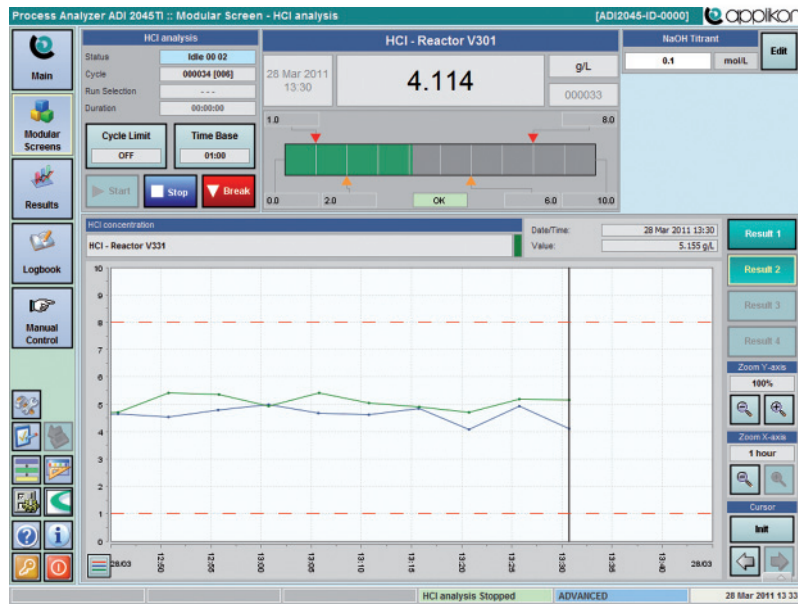 Process Analyzer ADI 2045TI :: Modular Screen - HCl analysis [ADI2045-ID-0000] applikon
Main
Modular
Screens
Results
Logbook
Manual
Control
HCl analysis
Status Idle 00 02
Cycle 000034 [006]
Run Selection - - -
Duration 00:00:00
Cycle Limit
OFF
Time Base
01:00
Start Stop Break
HCl - Reactor V301
28 Mar 2011
13:30
4.114
g/L
000033
1.0 8.0
0.0 2.0 OK 6.0 10.0
NaOH Titrant
0.1 mol/L
Edit
HCl concentration
HCl - Reactor V331
Date/Time: 28 Mar 2011 13:30
Value: 5.155 g/L
10
9
8
7
6
5
4
3
2
1
0
28/03 12:50 12:55 13:00 13:05 13:10 13:15 13:20 13:25 13:30 13:35 13:40 28/03
Result 1
Result 2
Result 3
Result 4
Zoom Y-axis
100%
Zoom X-axis
1 hour
Cursor
Init
HCl analysis Stopped ADVANCED 28 Mar 2011 13 33